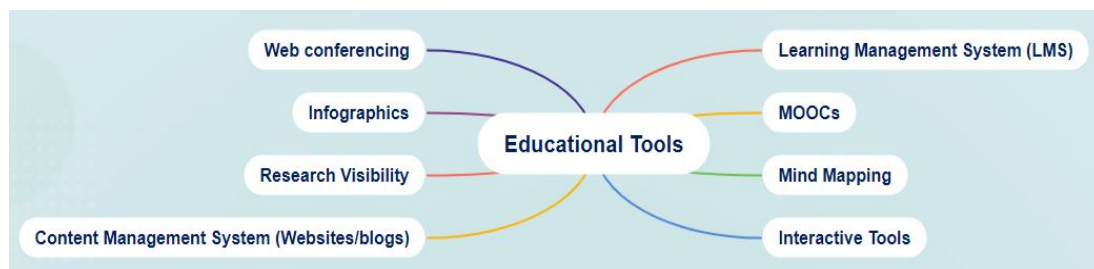 Web conferencing
Learning Management System (LMS)
Infographics
MOOCs
Educational Tools
Research Visibility
Mind Mapping
Content Management System (Websites/blogs)
Interactive Tools